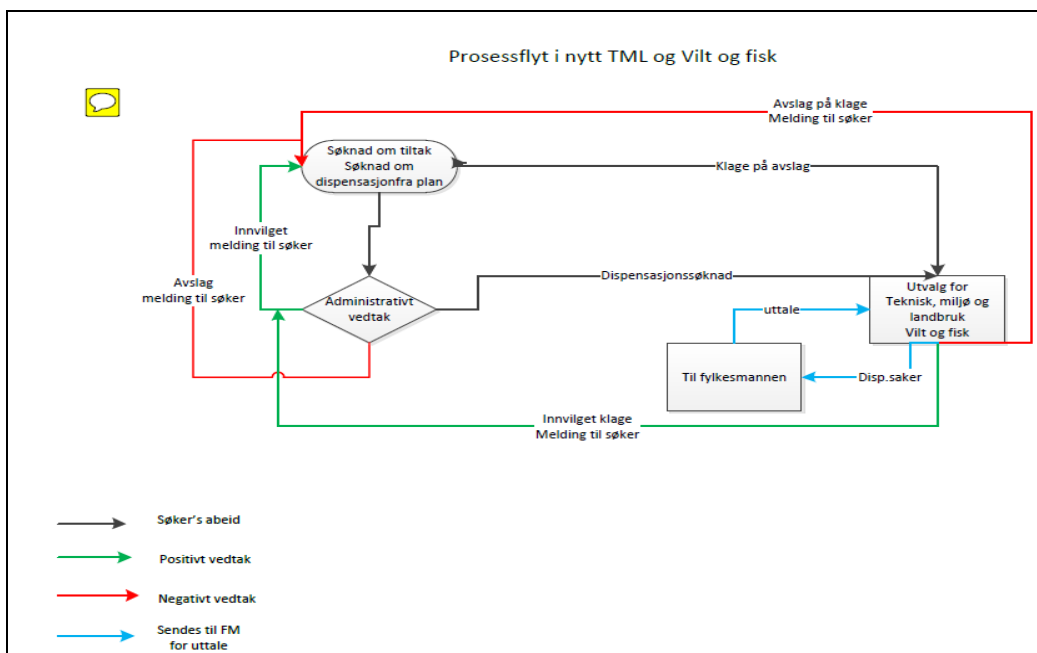 Prosessflyt i nytt TML og Vilt og fisk
Avslag på klage
Melding til søker
Søknad om tiltak
Søknad om
dispensasjonfra plan
Klage på avslag
Innvilget
melding til søker
Avslag
melding til søker
Administrativt
vedtak
Dispensasjonssøknad
Utvalg for
Teknisk, miljø og
landbruk
Vilt og fisk
uttale
Til fylkesmannen
Disp.saker
Innvilget klage
Melding til søker
Søker's abeid
Positivt vedtak
Negativt vedtak
Sendes til FM
for uttale